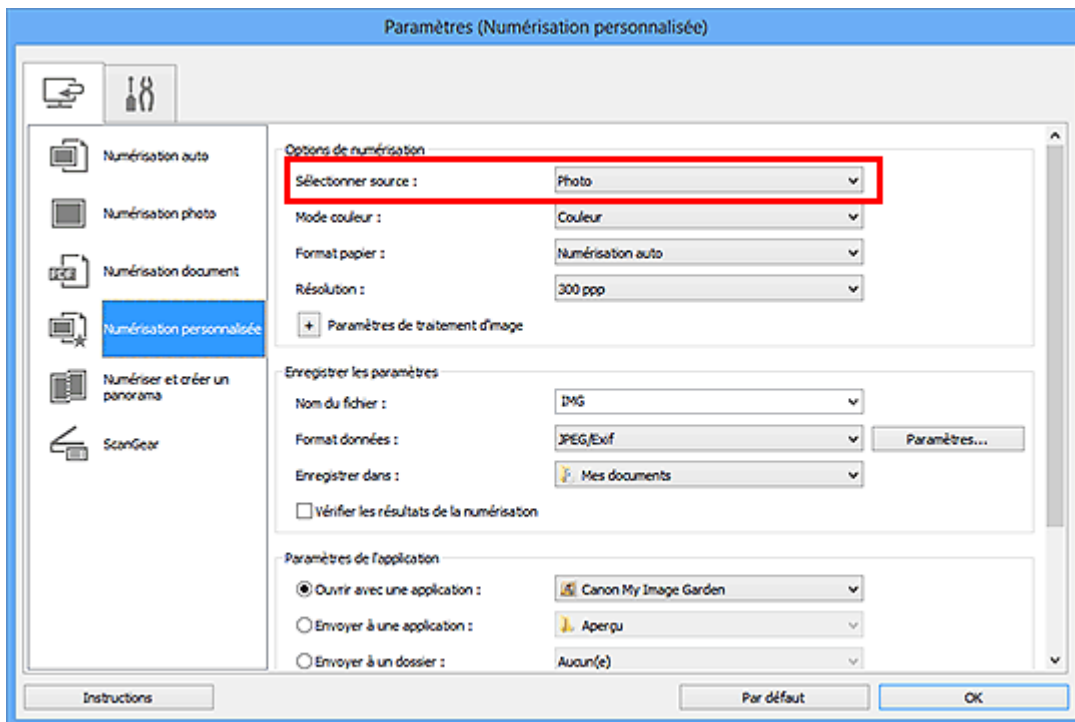 Paramètres (Numérisation personnalisée)
Numérisation auto
Numérisation photo
Numérisation document
Numérisation personnalisée
Numériser et créer un
panorama
ScanGear
Options de numérisation
Sélectionner source : Photo
Mode couleur : Couleur
Format papier : Numérisation auto
Résolution : 300 ppp
+ Paramètres de traitement d'image
Enregistrer les paramètres
Nom du fichier : IMG
Format données : JPEG/Exif Paramètres...
Enregistrer dans : Mes documents
Vérifier les résultats de la numérisation
Paramètres de l'application
Ouvrir avec une application : Canon My Image Garden
Envoyer à une application : Aperçu
Envoyer à un dossier : Aucun(e)
Instructions Par défaut OK